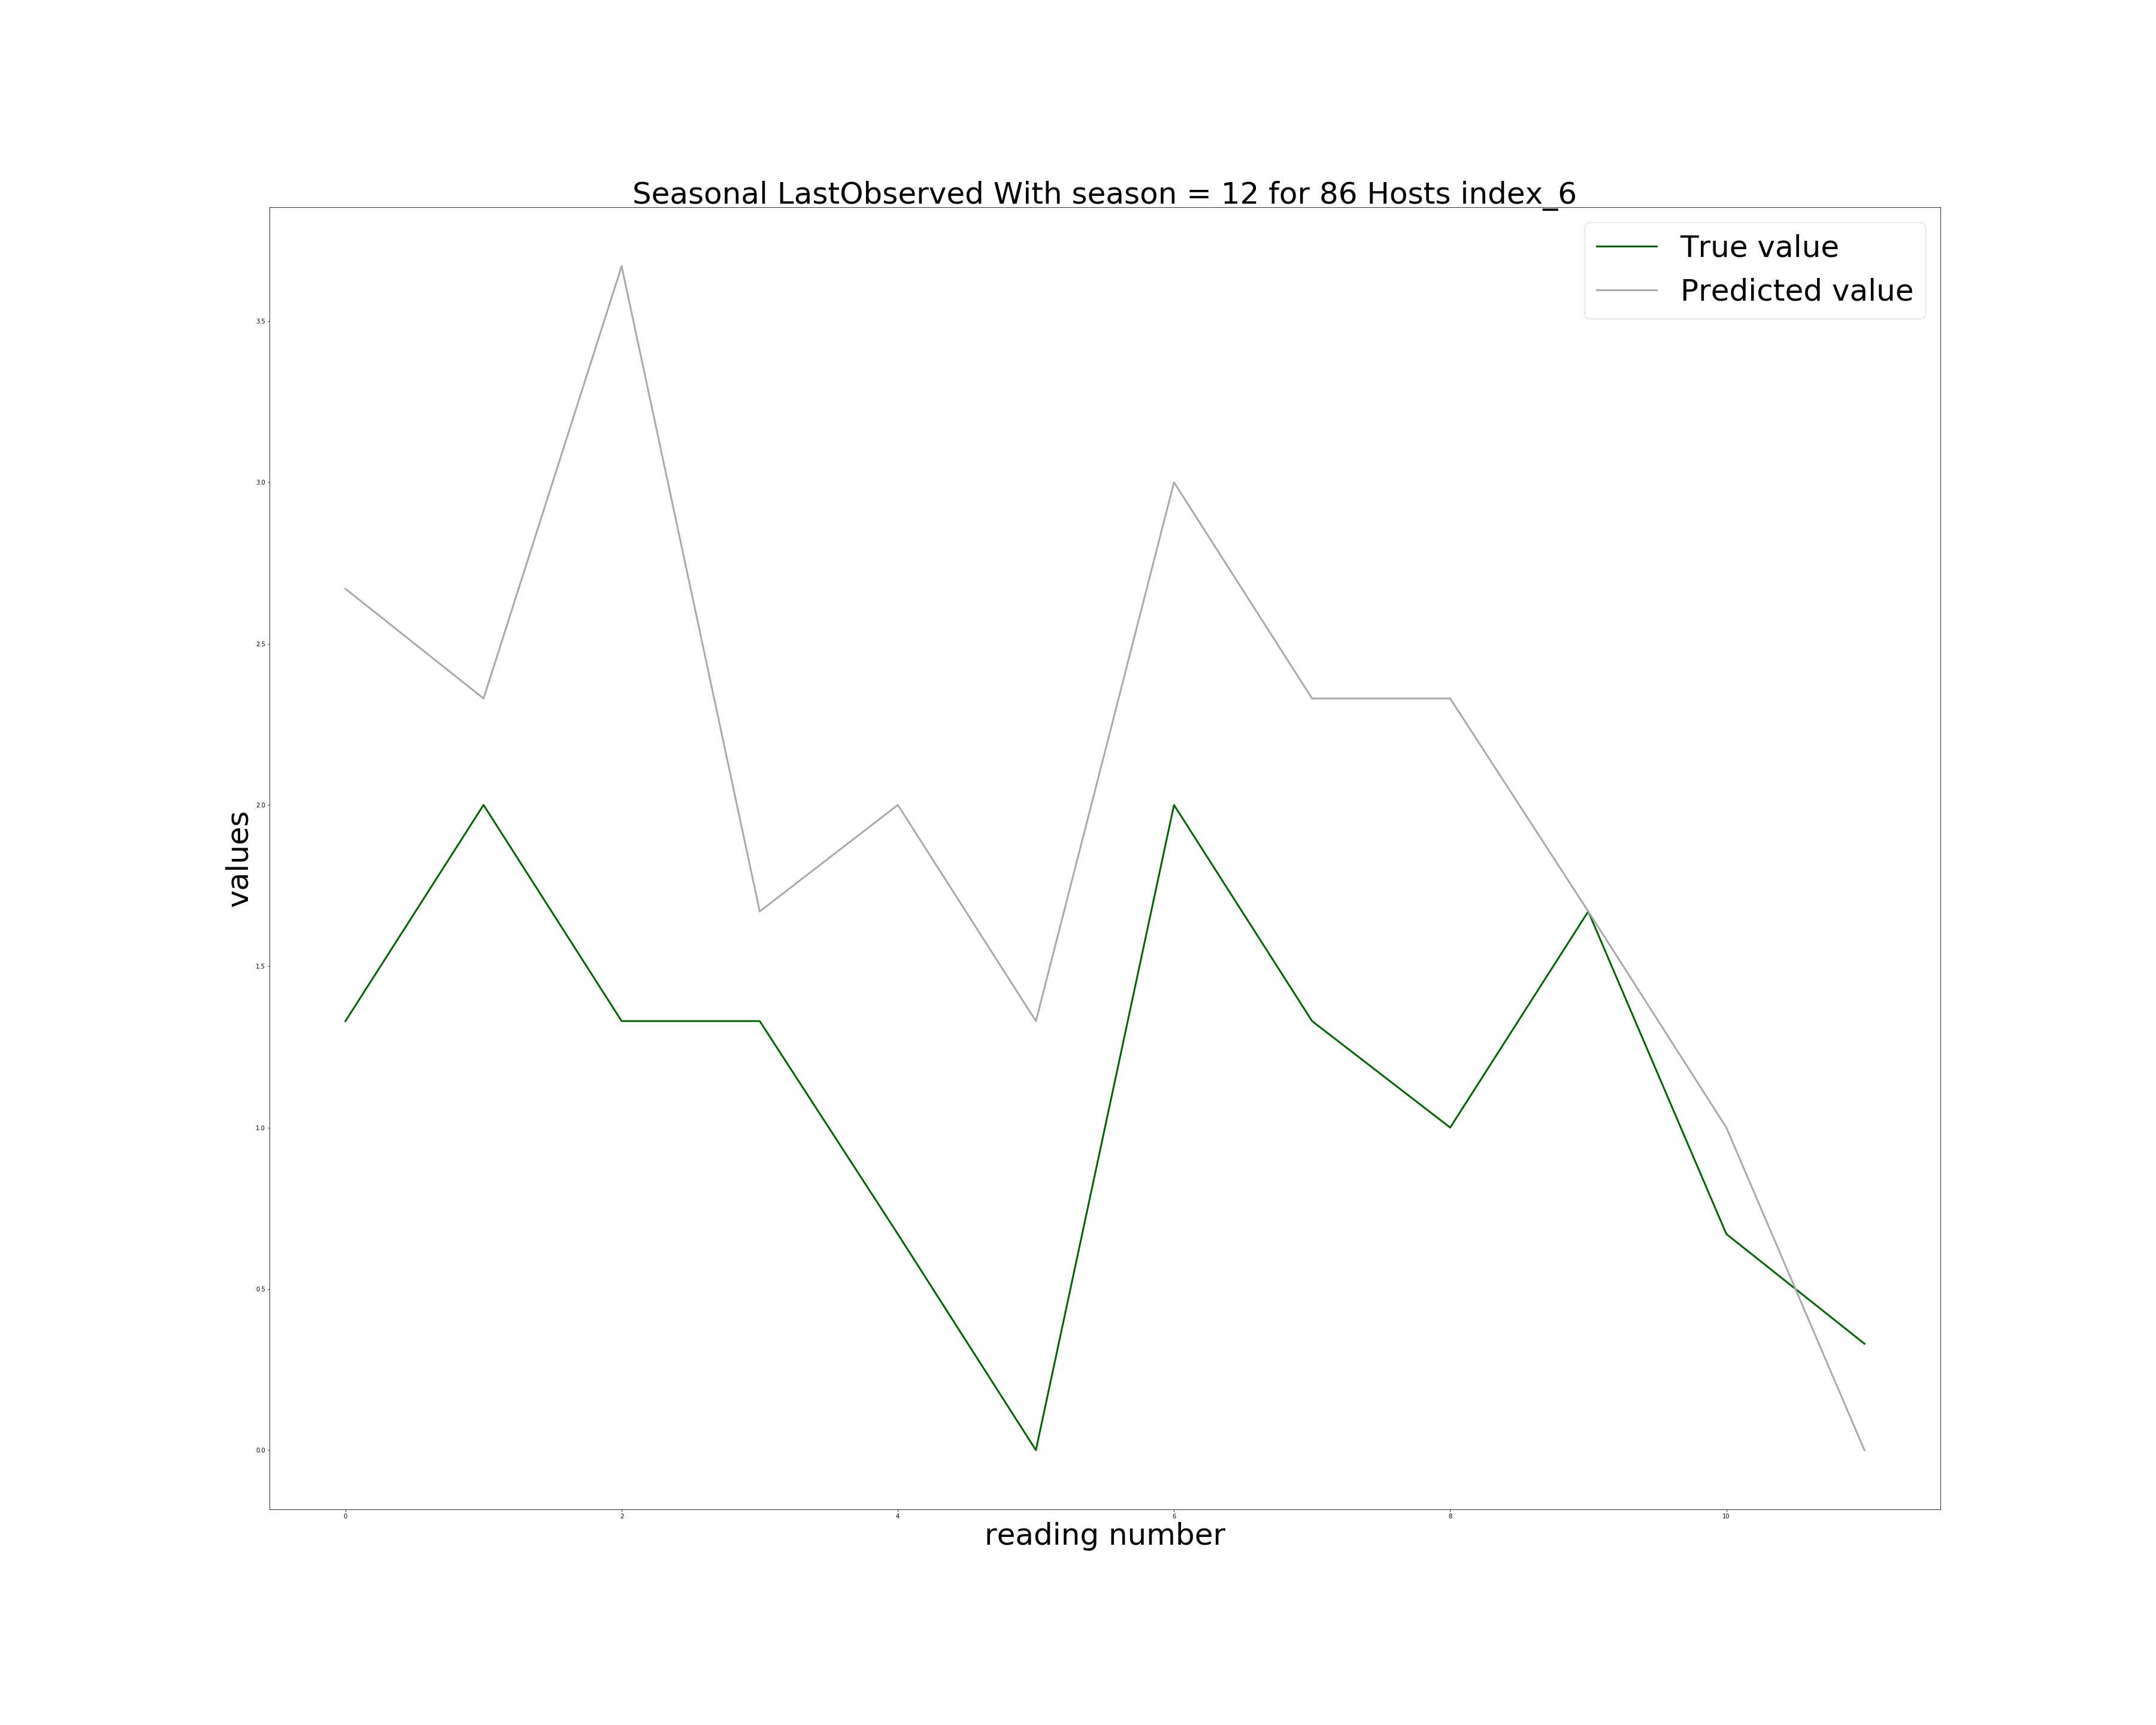 Seasonal LastObserved With season = 12 for 86 Hosts index_6
True value
Predicted value
3.5
3.0
2.5
2.0
1.5
1.0
0.5
0.0
values
0 2 4 6 8 10
reading number